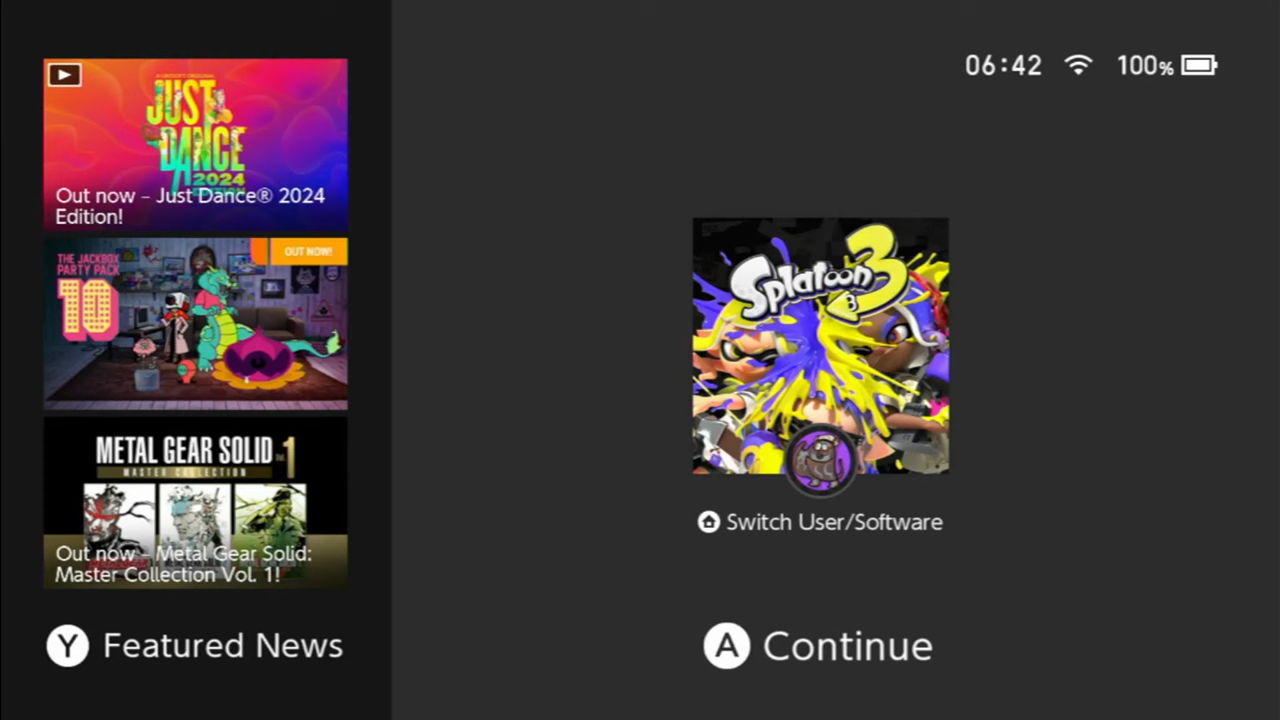 A UBISOFT ORIGINAL
JUST
DANCE
2024
EDITION
Out now – Just Dance® 2024
Edition!
THE JACKBOX
PARTY PACK
10
OUT NOW!
METAL GEAR SOLID
1
MASTER COLLECTION
Out now – Metal Gear Solid:
Master Collection Vol. 1!
Y Featured News
06:42
100%
Splatoon 3
Switch User/Software
A Continue